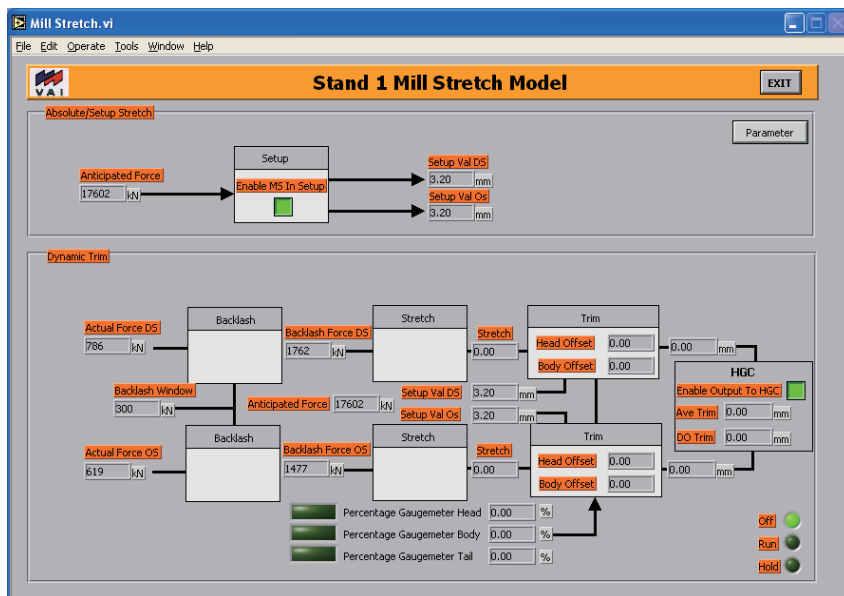 Mill Stretch.vi
File Edit Operate Tools Window Help
VAI
Stand 1 Mill Stretch Model
EXIT
Absolute/Setup Stretch
Parameter
Setup
Anticipated Force
17602 kN
Enable MS In Setup
Setup Val DS
3.20 mm
Setup Val Os
3.20 mm
Dynamic Trim
Actual Force DS
786 kN
Backlash
Backlash Force DS
1762 kN
Stretch
Stretch
0.00
Trim
Head Offset 0.00
Body Offset 0.00
0.00 mm
Backlash Window
300 kN
Anticipated Force 17602 kN
Setup Val DS 3.20 mm
Setup Val Os 3.20 mm
HGC
Enable Output To HGC
Ave Trim 0.00 mm
DO Trim 0.00 mm
Actual Force OS
619 kN
Backlash
Backlash Force OS
1477 kN
Stretch
Stretch
0.00
Trim
Head Offset 0.00
Body Offset 0.00
0.00 mm
Percentage Gaugemeter Head 0.00 %
Percentage Gaugemeter Body 0.00 %
Percentage Gaugemeter Tail 0.00 %
Off
Run
Hold